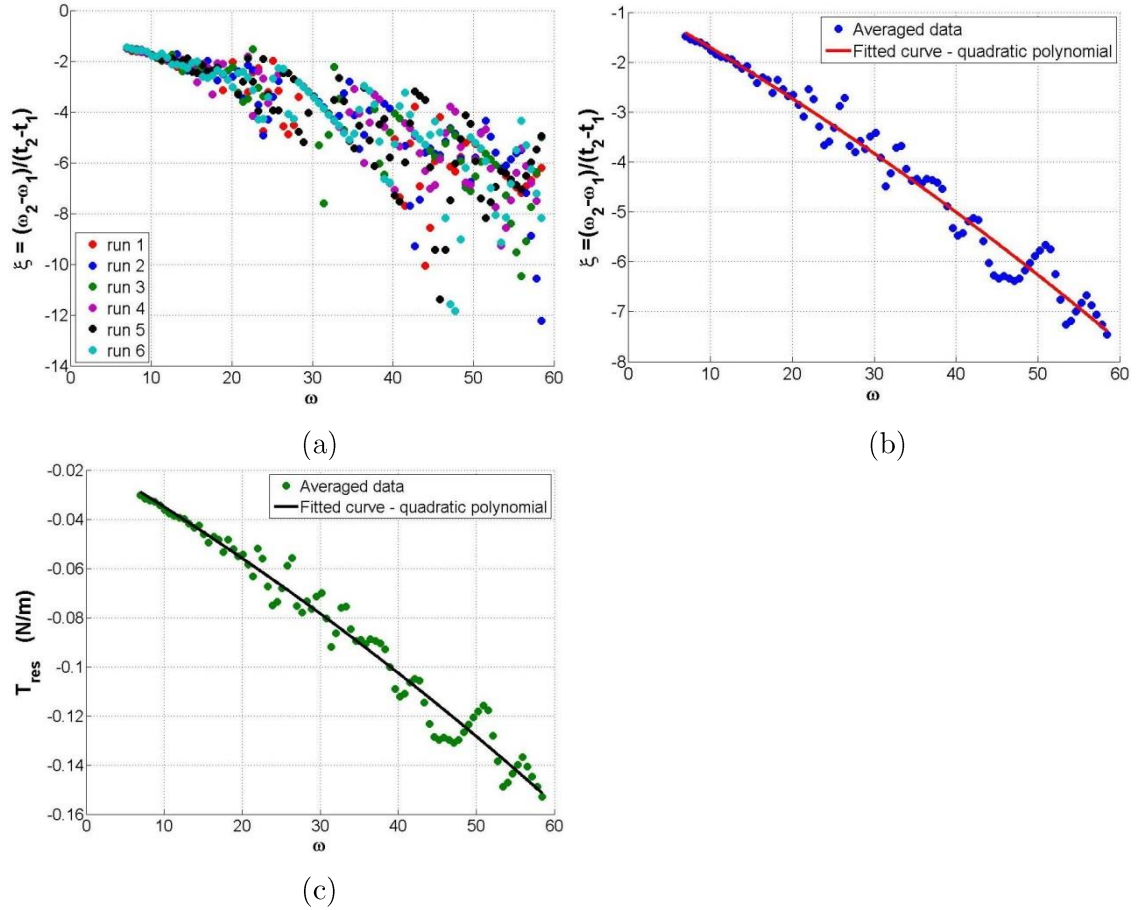 0
-2
-4
-6
-8
-10
-12
-14
0 10 20 30 40 50 60
ω
ξ = (ω₂-ω₁)/(t₂-t₁)
run 1
run 2
run 3
run 4
run 5
run 6
(a)
-1
-2
-3
-4
-5
-6
-7
-8
0 10 20 30 40 50 60
ω
ξ =(ω₂-ω₁)/(t₂-t₁)
Averaged data
Fitted curve - quadratic polynomial
(b)
-0.02
-0.04
-0.06
-0.08
-0.1
-0.12
-0.14
-0.16
0 10 20 30 40 50 60
ω
T_res (N/m)
Averaged data
Fitted curve - quadratic polynomial
(c)